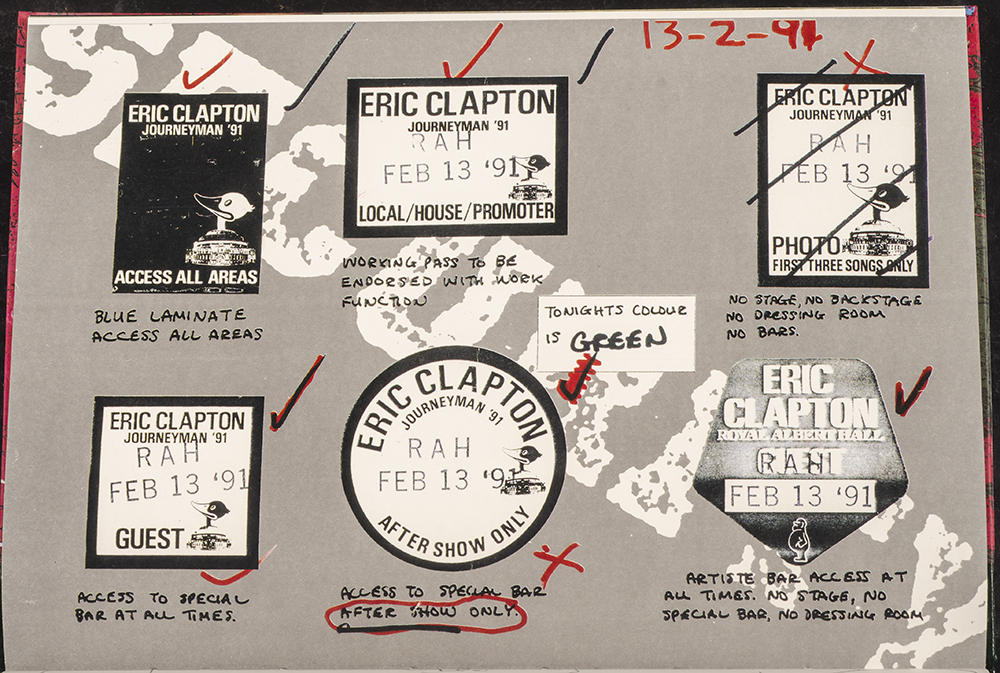 13-2-91
ERIC CLAPTON
JOURNEYMAN '91
ACCESS ALL AREAS
BLUE LAMINATE
ACCESS ALL AREAS
ERIC CLAPTON
JOURNEYMAN '91
RAH
FEB 13 '91
LOCAL/HOUSE/PROMOTER
WORKING PASS TO BE
ENDORSED WITH WORK
FUNCTION
ERIC CLAPTON
JOURNEYMAN '91
RAH
FEB 13 '91
PHOTO
FIRST THREE SONGS ONLY
NO STAGE, NO BACKSTAGE
NO DRESSING ROOM
NO BARS.
TONIGHTS COLOUR
IS GREEN
ERIC CLAPTON
JOURNEYMAN '91
RAH
FEB 13 '91
GUEST
ACCESS TO SPECIAL
BAR AT ALL TIMES.
ERIC CLAPTON
JOURNEYMAN '91
RAH
FEB 13 '91
AFTER SHOW ONLY
ACCESS TO SPECIAL BAR
AFTER SHOW ONLY.
ERIC
CLAPTON
ROYAL ALBERT HALL
RAH
FEB 13 '91
ARTISTE BAR ACCESS AT
ALL TIMES. NO STAGE, NO
SPECIAL BAR, NO DRESSING ROOM